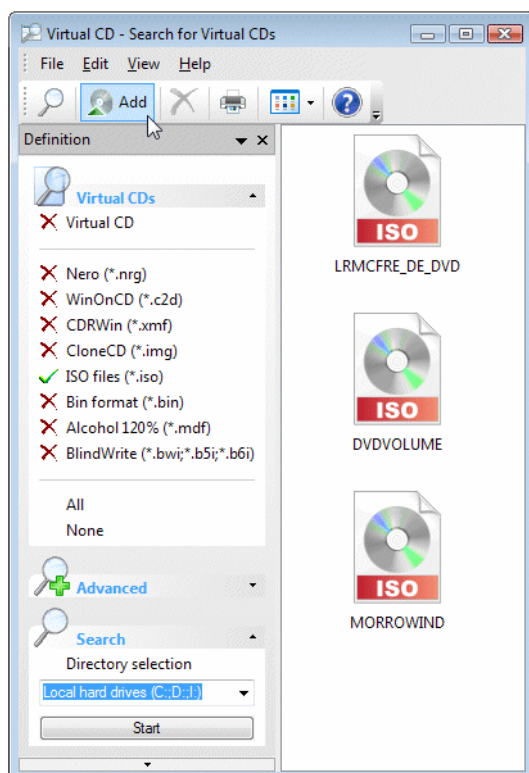 Virtual CD - Search for Virtual CDs
File Edit View Help
Add
Definition
Virtual CDs
Virtual CD
Nero (*.nrg)
WinOnCD (*.c2d)
CDRWin (*.xmf)
CloneCD (*.img)
ISO files (*.iso)
Bin format (*.bin)
Alcohol 120% (*.mdf)
BlindWrite (*.bwi;*.b5i;*.b6i)
All
None
Advanced
Search
Directory selection
Local hard drives (C:;D:;I:)
Start
ISO
LRMCFRE_DE_DVD
ISO
DVDVOLUME
ISO
MORROWIND